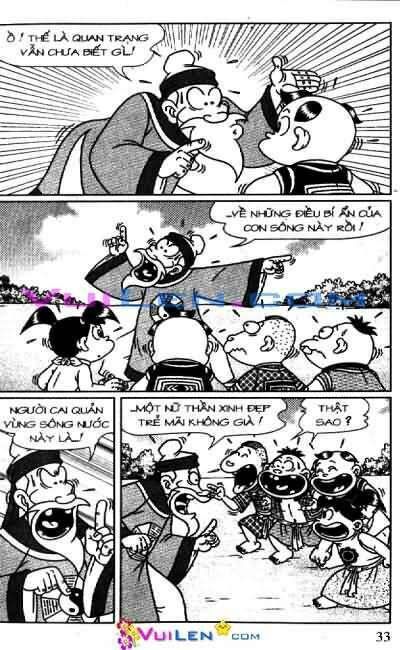 Ồ! THẾ LÀ QUAN TRẠNG
VẪN CHƯA BIẾT GÌ...
...VỀ NHỮNG ĐIỀU BÍ ẨN CỦA
CON SÔNG NÀY RỒI!
VUILEN.COM
NGƯỜI CAI QUẢN
VÙNG SÔNG NƯỚC
NÀY LÀ...
...MỘT NỮ THẦN XINH ĐẸP
TRẺ MÃI KHÔNG GIÀ!
THẬT
SAO?
33
VUILEN.COM